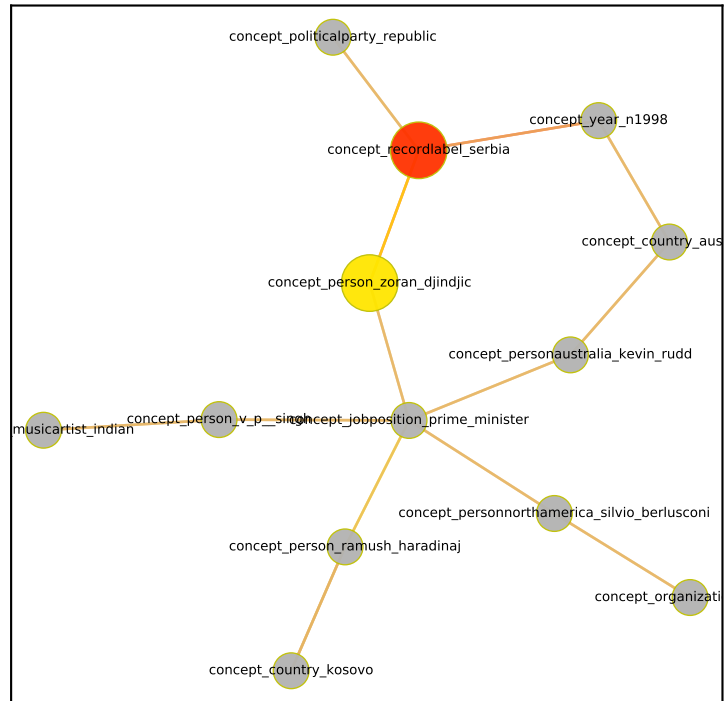 concept_politicalparty_republic
concept_year_n1998
concept_recordlabel_serbia
concept_country_aus
concept_person_zoran_djindjic
concept_personaustralia_kevin_rudd
concept_person_v_p__singh
concept_jobposition_prime_minister
musicartist_indian
concept_personnorthamerica_silvio_berlusconi
concept_person_ramush_haradinaj
concept_organizati
concept_country_kosovo